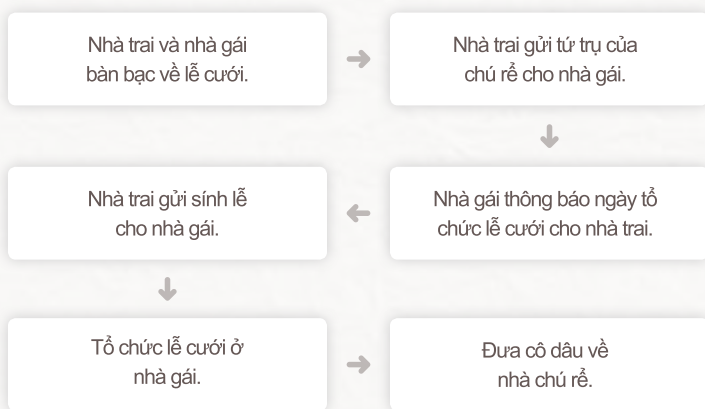 Nhà trai và nhà gái
bàn bạc về lễ cưới.
Nhà trai gửi tứ trụ của
chú rể cho nhà gái.
Nhà gái thông báo ngày tổ
chức lễ cưới cho nhà trai.
Nhà trai gửi sính lễ
cho nhà gái.
Tổ chức lễ cưới ở
nhà gái.
Đưa cô dâu về
nhà chú rể.